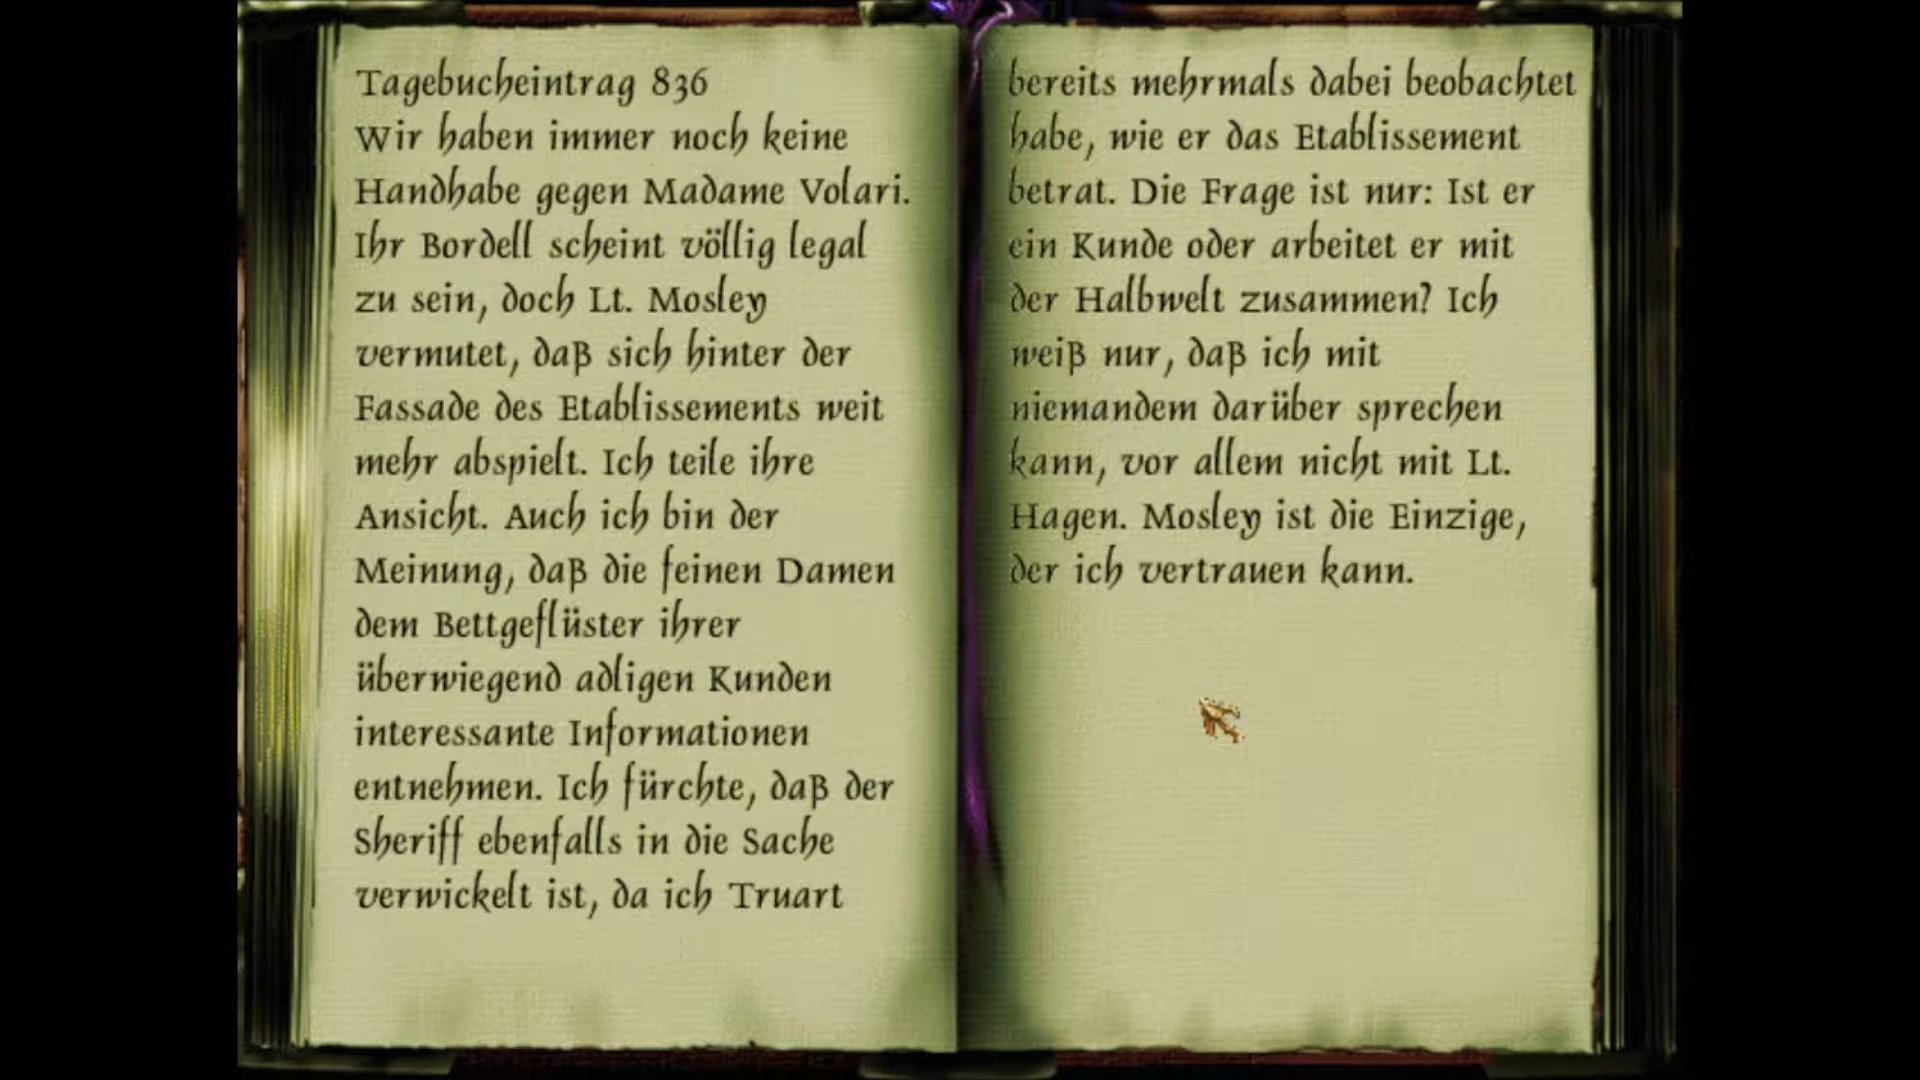 Tagebucheintrag 836
Wir haben immer noch keine
Handhabe gegen Madame Volari.
Ihr Bordell scheint völlig legal
zu sein, doch Lt. Mosley
vermutet, daß sich hinter der
Fassade des Etablissements weit
mehr abspielt. Ich teile ihre
Ansicht. Auch ich bin der
Meinung, daß die feinen Damen
dem Bettgeflüster ihrer
überwiegend adligen Kunden
interessante Informationen
entnehmen. Ich fürchte, daß der
Sheriff ebenfalls in die Sache
verwickelt ist, da ich Truart
bereits mehrmals dabei beobachtet
habe, wie er das Etablissement
betrat. Die Frage ist nur: Ist er
ein Kunde oder arbeitet er mit
der Halbwelt zusammen? Ich
weiß nur, daß ich mit
niemandem darüber sprechen
kann, vor allem nicht mit Lt.
Hagen. Mosley ist die Einzige,
der ich vertrauen kann.